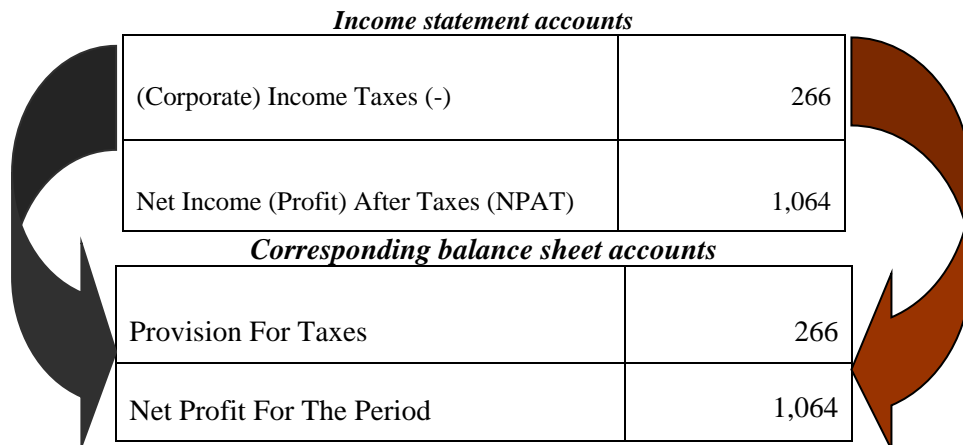 Income statement accounts
(Corporate) Income Taxes (-) 266
Net Income (Profit) After Taxes (NPAT) 1,064
Corresponding balance sheet accounts
Provision For Taxes 266
Net Profit For The Period 1,064